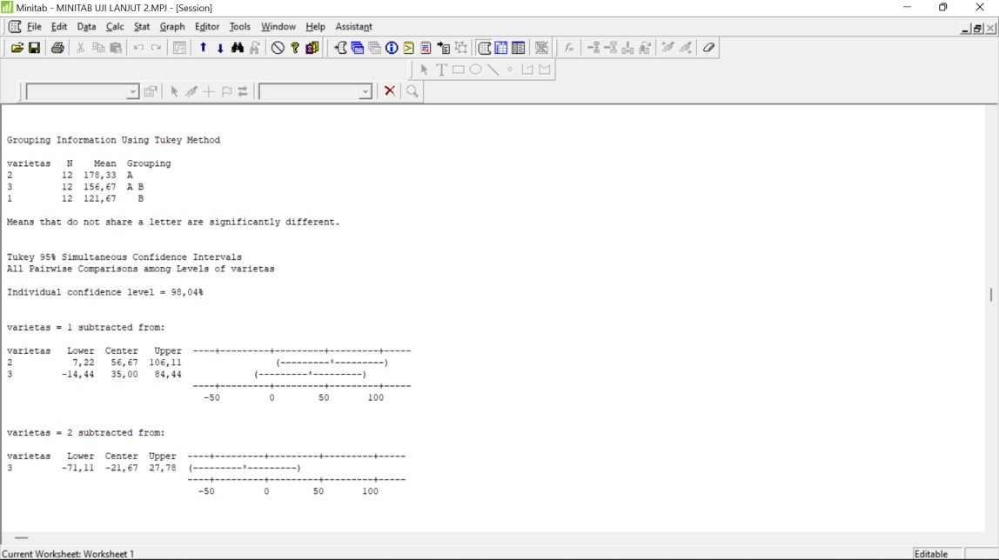 Minitab - MINITAB UJI LANJUT 2.MPJ - [Session]
File Edit Data Calc Stat Graph Editor Tools Window Help Assistant
Grouping Information Using Tukey Method
varietas N Mean Grouping
2 12 178,33 A
3 12 156,67 A B
1 12 121,67 B
Means that do not share a letter are significantly different.
Tukey 95% Simultaneous Confidence Intervals
All Pairwise Comparisons among Levels of varietas
Individual confidence level = 98,04%
varietas = 1 subtracted from:
varietas Lower Center Upper ----+---------+---------+---------+-----
2 7,22 56,67 106,11 (---------*---------)
3 -14,44 35,00 84,44 (---------*---------)
----+---------+---------+---------+-----
-50 0 50 100
varietas = 2 subtracted from:
varietas Lower Center Upper ----+---------+---------+---------+-----
3 -71,11 -21,67 27,78 (---------*---------)
----+---------+---------+---------+-----
-50 0 50 100
Current Worksheet: Worksheet 1
Editable